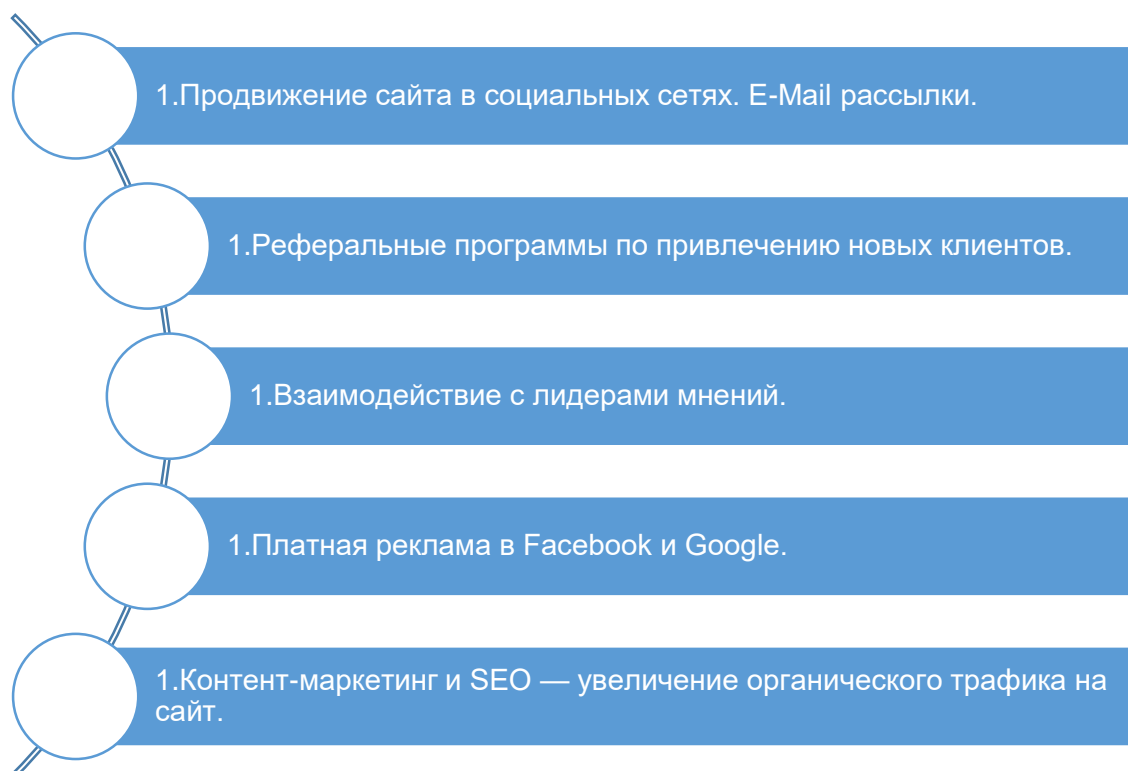 1.Продвижение сайта в социальных сетях. E-Mail рассылки.
1.Реферальные программы по привлечению новых клиентов.
1.Взаимодействие с лидерами мнений.
1.Платная реклама в Facebook и Google.
1.Контент-маркетинг и SEO — увеличение органического трафика на
сайт.